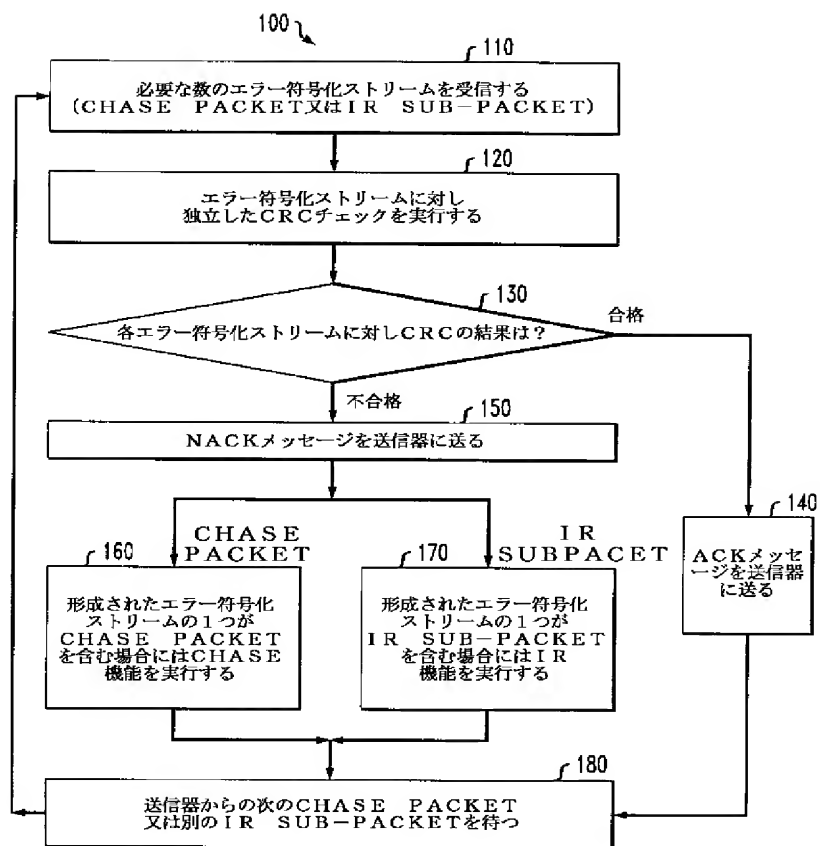 100
110
必要な数のエラー符号化ストリームを受信する
(CHASE PACKET又はIR SUB-PACKET)
120
エラー符号化ストリームに対し
独立したCRCチェックを実行する
130
各エラー符号化ストリームに対しCRCの結果は?
合格
不合格
150
NACKメッセージを送信器に送る
CHASE
PACKET
160
形成されたエラー符号化
ストリームの1つが
CHASE PACKET
を含む場合にはCHASE
機能を実行する
IR
SUBPACET
170
形成されたエラー符号化
ストリームの1つが
IR SUB-PACKET
を含む場合にはIR
機能を実行する
140
ACKメッセ
ージを送信器
に送る
180
送信器からの次のCHASE PACKET
又は別のIR SUB-PACKETを待つ